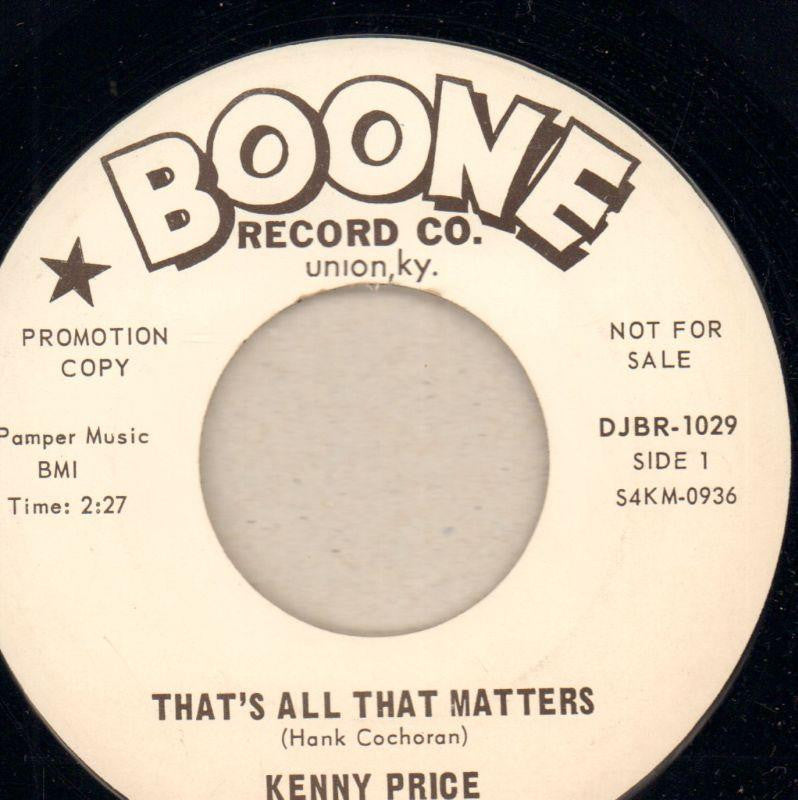 BOONE
RECORD CO.
union, ky.
PROMOTION
COPY
NOT FOR
SALE
Pamper Music
BMI
Time: 2:27
DJBR-1029
SIDE 1
S4KM-0936
THAT'S ALL THAT MATTERS
(Hank Cochoran)
KENNY PRICE